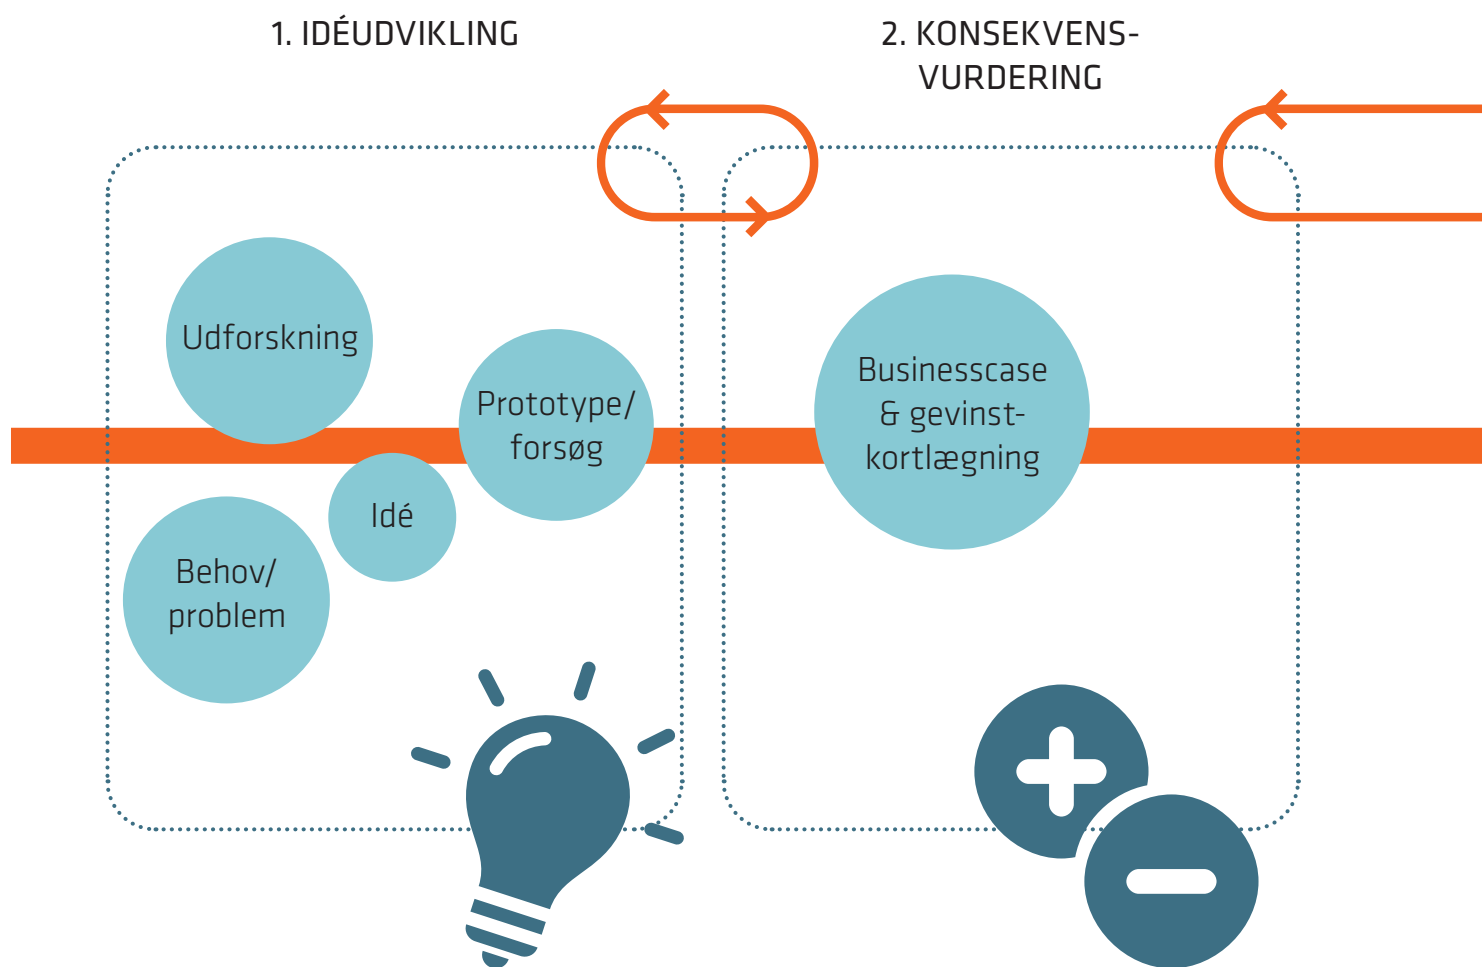 1. IDÉUDVIKLING
2. KONSEKVENS-
VURDERING
Udforskning
Prototype/
forsøg
Idé
Behov/
problem
Businesscase
& gevinst-
kortlægning